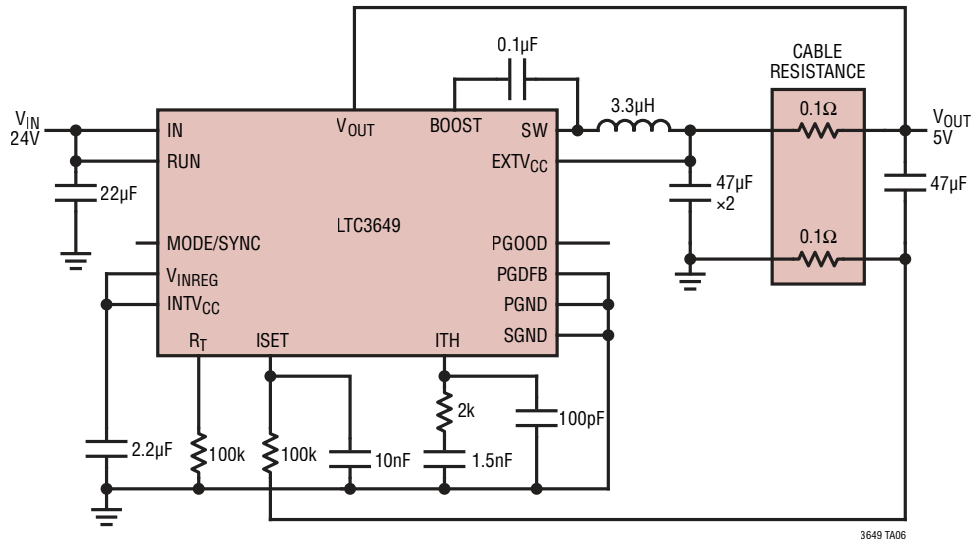 0.1µF
CABLE
RESISTANCE
3.3µH
0.1Ω
VIN
24V
IN
VOUT
BOOST
SW
VOUT
5V
RUN
EXTVCC
22µF
47µF
×2
47µF
LTC3649
MODE/SYNC
PGOOD
0.1Ω
VINREG
PGDFB
INTVCC
PGND
SGND
RT
ISET
ITH
2k
100pF
2.2µF
100k
100k
10nF
1.5nF
3649 TA06